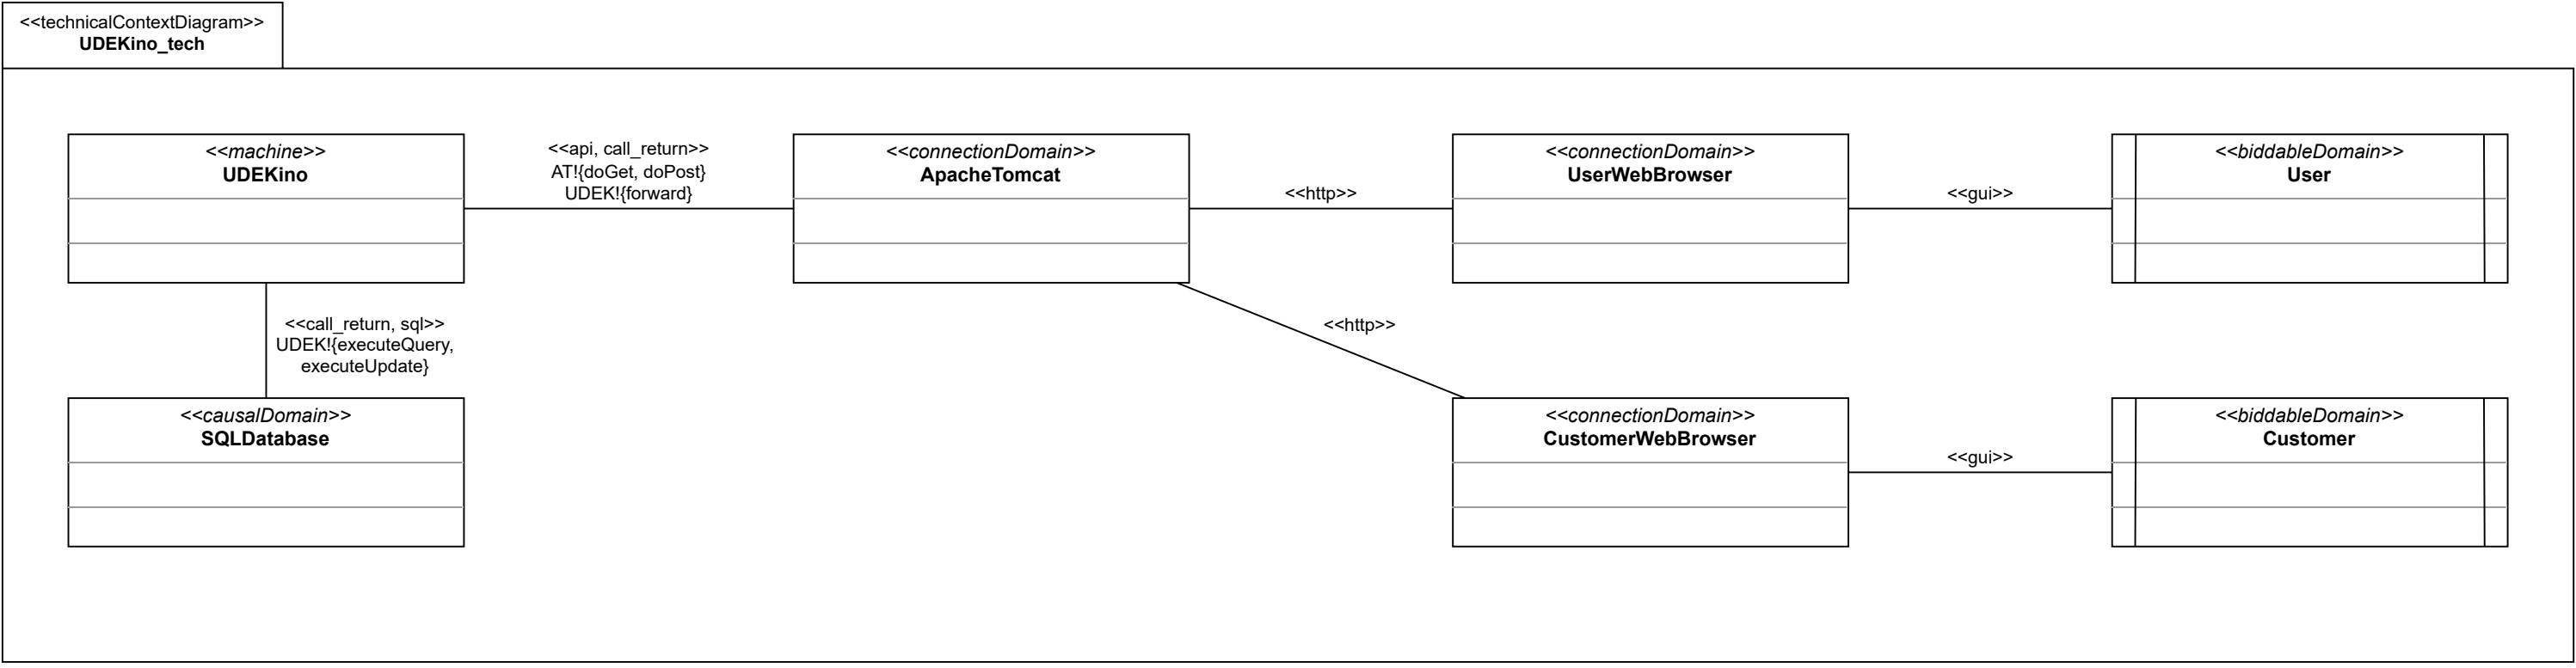 <<technicalContextDiagram>>
UDEKino_tech
<<machine>>
UDEKino
<<api, call_return>>
AT!{doGet, doPost}
UDEK!{forward}
<<connectionDomain>>
ApacheTomcat
<<http>>
<<connectionDomain>>
UserWebBrowser
<<gui>>
<<biddableDomain>>
User
<<call_return, sql>>
UDEK!{executeQuery,
executeUpdate}
<<http>>
<<causalDomain>>
SQLDatabase
<<connectionDomain>>
CustomerWebBrowser
<<gui>>
<<biddableDomain>>
Customer